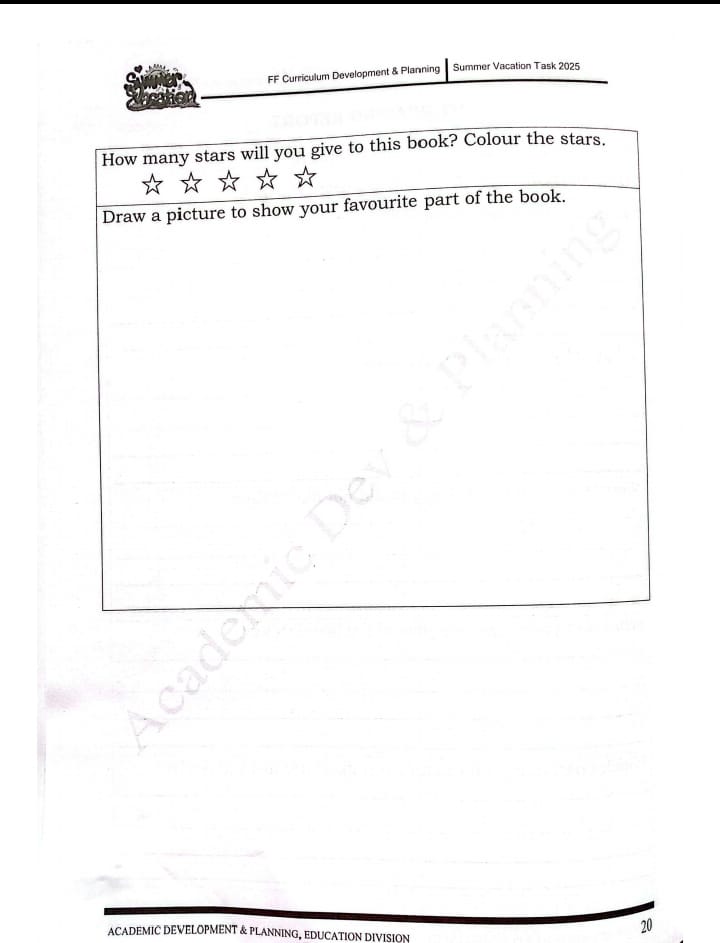 Summer
Vacation
FF Curriculum Development & Planning
Summer Vacation Task 2025
How many stars will you give to this book? Colour the stars.
Draw a picture to show your favourite part of the book.
Academic Dev & Planning
ACADEMIC DEVELOPMENT & PLANNING, EDUCATION DIVISION
20